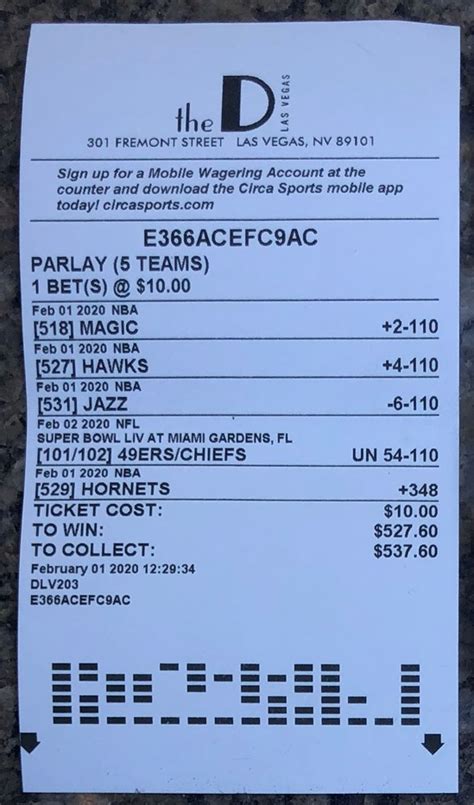 the D LAS VEGAS
301 FREMONT STREET LAS VEGAS, NV 89101
Sign up for a Mobile Wagering Account at the
counter and download the Circa Sports mobile app
today! circasports.com
E366ACEFC9AC
PARLAY (5 TEAMS)
1 BET(S) @ $10.00
Feb 01 2020 NBA
[518] MAGIC +2-110
Feb 01 2020 NBA
[527] HAWKS +4-110
Feb 01 2020 NBA
[531] JAZZ -6-110
Feb 02 2020 NFL
SUPER BOWL LIV AT MIAMI GARDENS, FL
[101/102] 49ERS/CHIEFS UN 54-110
Feb 01 2020 NBA
[529] HORNETS +348
TICKET COST: $10.00
TO WIN: $527.60
TO COLLECT: $537.60
February 01 2020 12:29:34
DLV203
E366ACEFC9AC